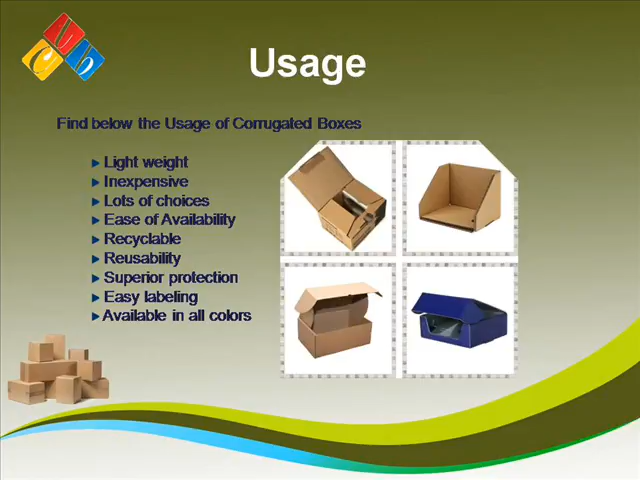 Usage
Find below the Usage of Corrugated Boxes
Light weight
Inexpensive
Lots of choices
Ease of Availability
Recyclable
Reusability
Superior protection
Easy labeling
Available in all colors